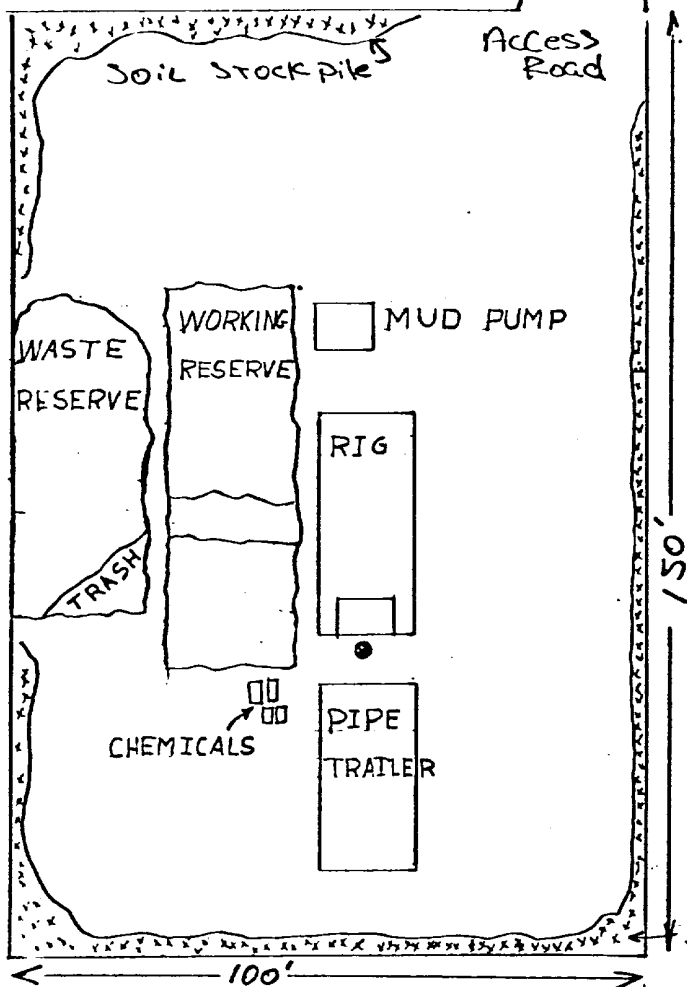 Soil Stockpile
Access
Road
WASTE
RESERVE
WORKING
RESERVE
MUD PUMP
RIG
TRASH
CHEMICALS
PIPE
TRAILER
150'
100'